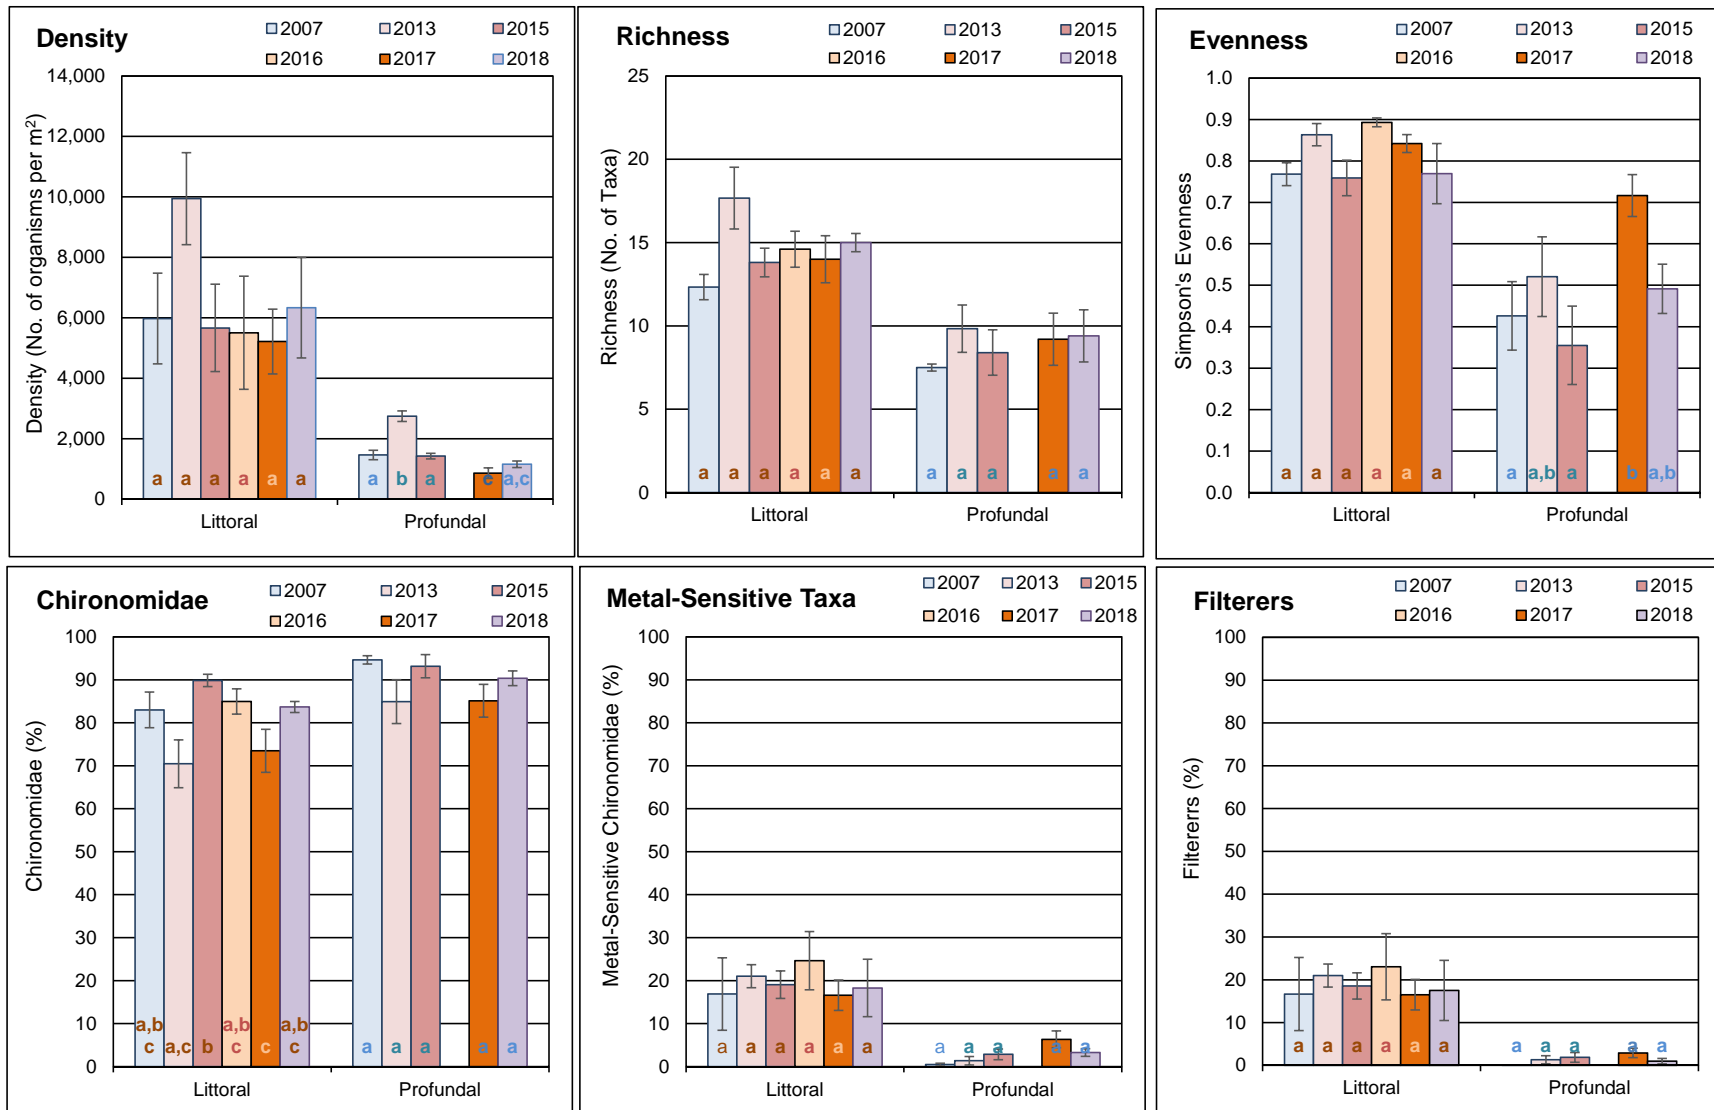 Density
2007 2013 2015
2016 2017 2018
14,000
12,000
10,000
8,000
6,000
4,000
2,000
0
Density (No. of organisms per m²)
a a a a a a a b a c a,c
Littoral Profundal
Richness
2007 2013 2015
2016 2017 2018
25
20
15
10
5
0
Richness (No. of Taxa)
a a a a a a a a a a a
Littoral Profundal
Evenness
2007 2013 2015
2016 2017 2018
1.0
0.9
0.8
0.7
0.6
0.5
0.4
0.3
0.2
0.1
0.0
Simpson's Evenness
a a a a a a a a,b a b a,b
Littoral Profundal
Chironomidae
2007 2013 2015
2016 2017 2018
100
90
80
70
60
50
40
30
20
10
0
Chironomidae (%)
a,b a,b a,b
c a,c b c c c a a a a a
Littoral Profundal
Metal-Sensitive Taxa
2007 2013 2015
2016 2017 2018
100
90
80
70
60
50
40
30
20
10
0
Metal-Sensitive Chironomidae (%)
a a a a a a a a a a a
Littoral Profundal
Filterers
2007 2013 2015
2016 2017 2018
100
90
80
70
60
50
40
30
20
10
0
Filtererrs (%)
a a a a a a a a a a a
Littoral Profundal